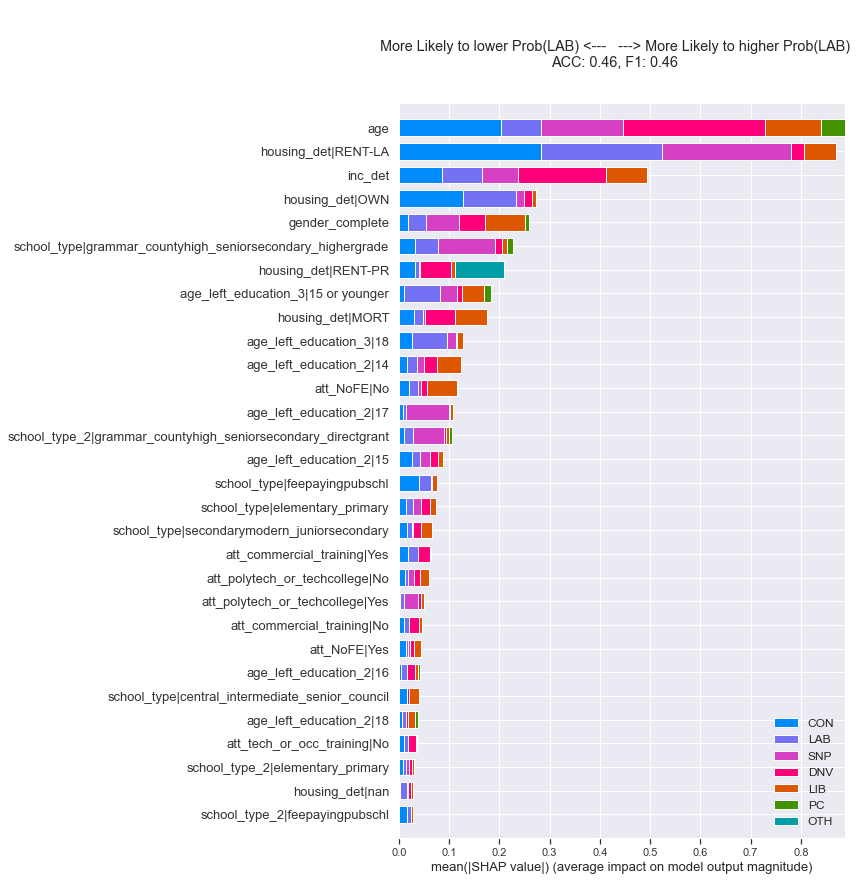 More Likely to lower Prob(LAB) <---   ---> More Likely to higher Prob(LAB)
ACC: 0.46, F1: 0.46
age
housing_det|RENT-LA
inc_det
housing_det|OWN
gender_complete
school_type|grammar_countyhigh_seniorsecondary_highergrade
housing_det|RENT-PR
age_left_education_3|15 or younger
housing_det|MORT
age_left_education_3|18
age_left_education_2|14
att_NoFE|No
age_left_education_2|17
school_type_2|grammar_countyhigh_seniorsecondary_directgrant
age_left_education_2|15
school_type|feepayingpubschl
school_type|elementary_primary
school_type|secondarymodern_juniorsecondary
att_commercial_training|Yes
att_polytech_or_techcollege|No
att_polytech_or_techcollege|Yes
att_commercial_training|No
att_NoFE|Yes
age_left_education_2|16
school_type|central_intermediate_senior_council
age_left_education_2|18
att_tech_or_occ_training|No
school_type_2|elementary_primary
housing_det|nan
school_type_2|feepayingpubschl
CON
LAB
SNP
DNV
LIB
PC
OTH
0.0 0.1 0.2 0.3 0.4 0.5 0.6 0.7 0.8
mean(|SHAP value|) (average impact on model output magnitude)